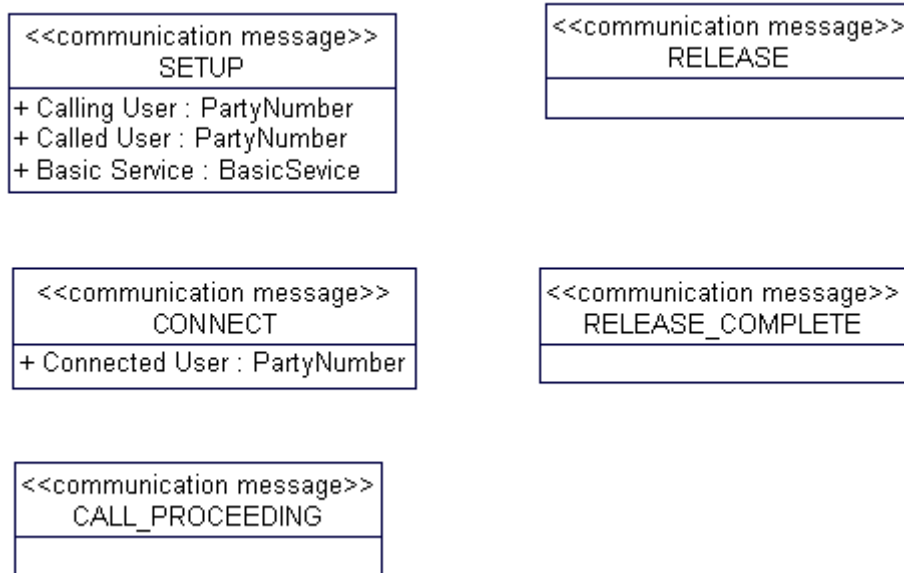 <<communication message>>
SETUP
+ Calling User : PartyNumber
+ Called User : PartyNumber
+ Basic Service : BasicSevice
<<communication message>>
RELEASE
<<communication message>>
CONNECT
+ Connected User : PartyNumber
<<communication message>>
RELEASE_COMPLETE
<<communication message>>
CALL_PROCEEDING